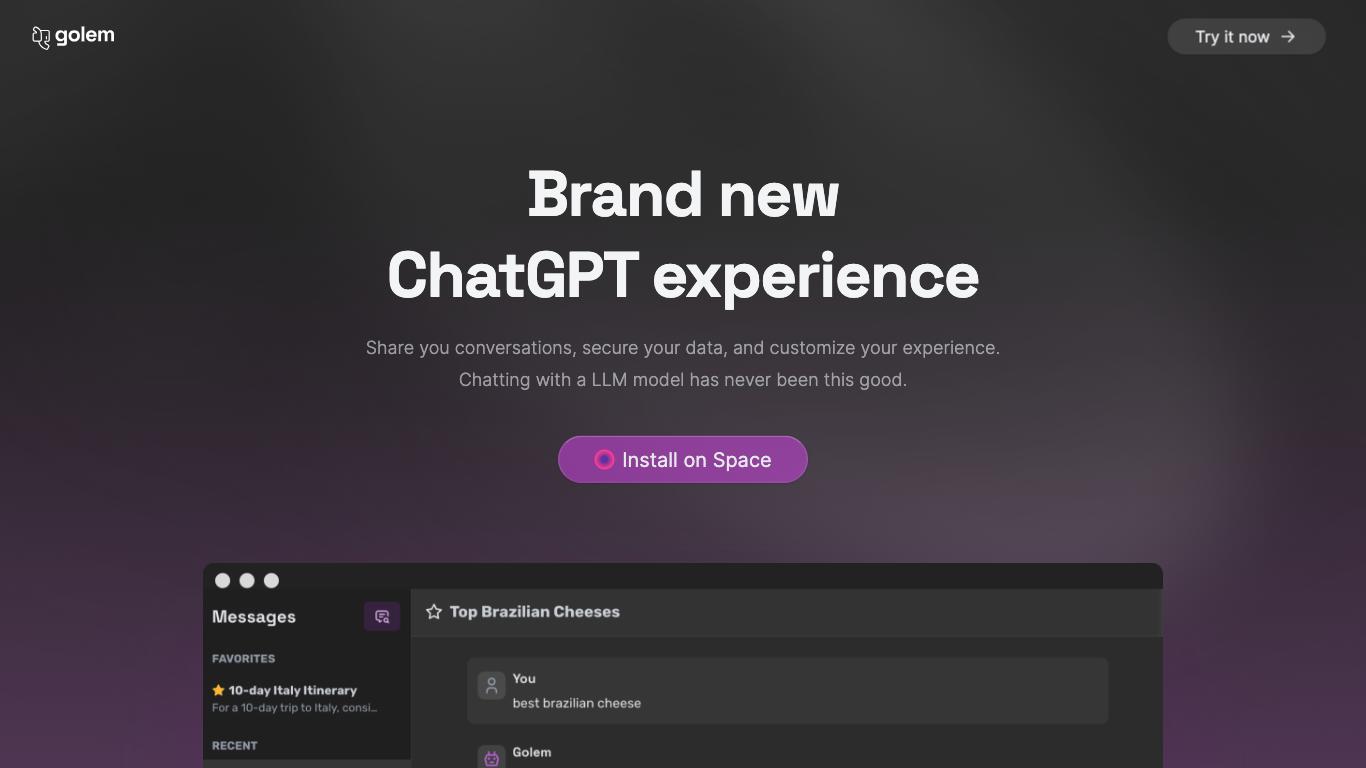 golem
Try it now
Brand new
ChatGPT experience
Share you conversations, secure your data, and customize your experience.
Chatting with a LLM model has never been this good.
Install on Space
Messages
Top Brazilian Cheeses
FAVORITES
10-day Italy Itinerary
For a 10-day trip to Italy, consi...
RECENT
You
best brazilian cheese
Golem